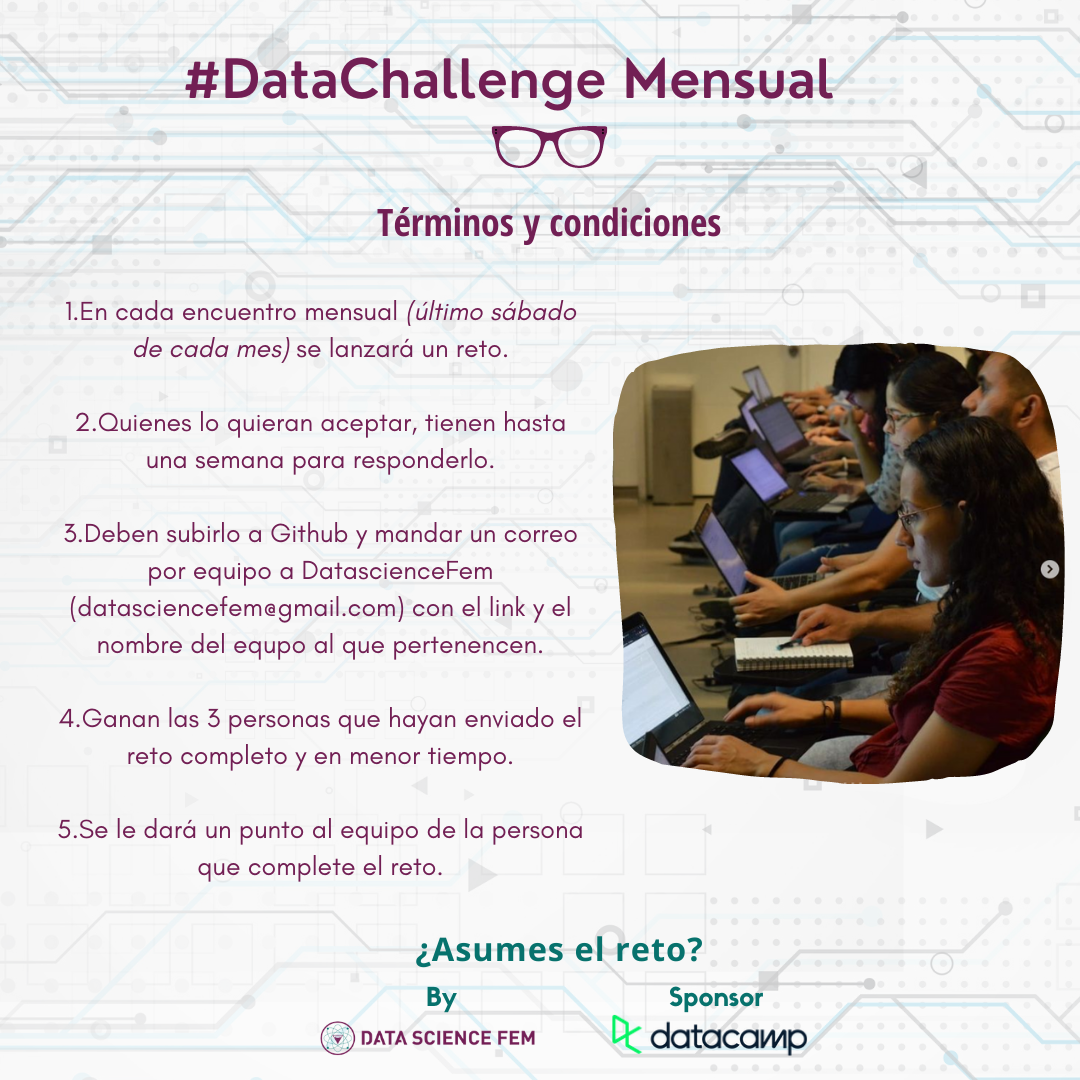 #DataChallenge Mensual
Términos y condiciones
1.En cada encuentro mensual (último sábado
de cada mes) se lanzará un reto.
2.Quienes lo quieran aceptar, tienen hasta
una semana para responderlo.
3.Deben subirlo a Github y mandar un correo
por equipo a DatascienceFem
(datasciencefem@gmail.com) con el link y el
nombre del equpo al que pertenencen.
4.Ganan las 3 personas que hayan enviado el
reto completo y en menor tiempo.
5.Se le dará un punto al equipo de la persona
que complete el reto.
¿Asumes el reto?
By
Sponsor
DATA SCIENCE FEM
datacamp